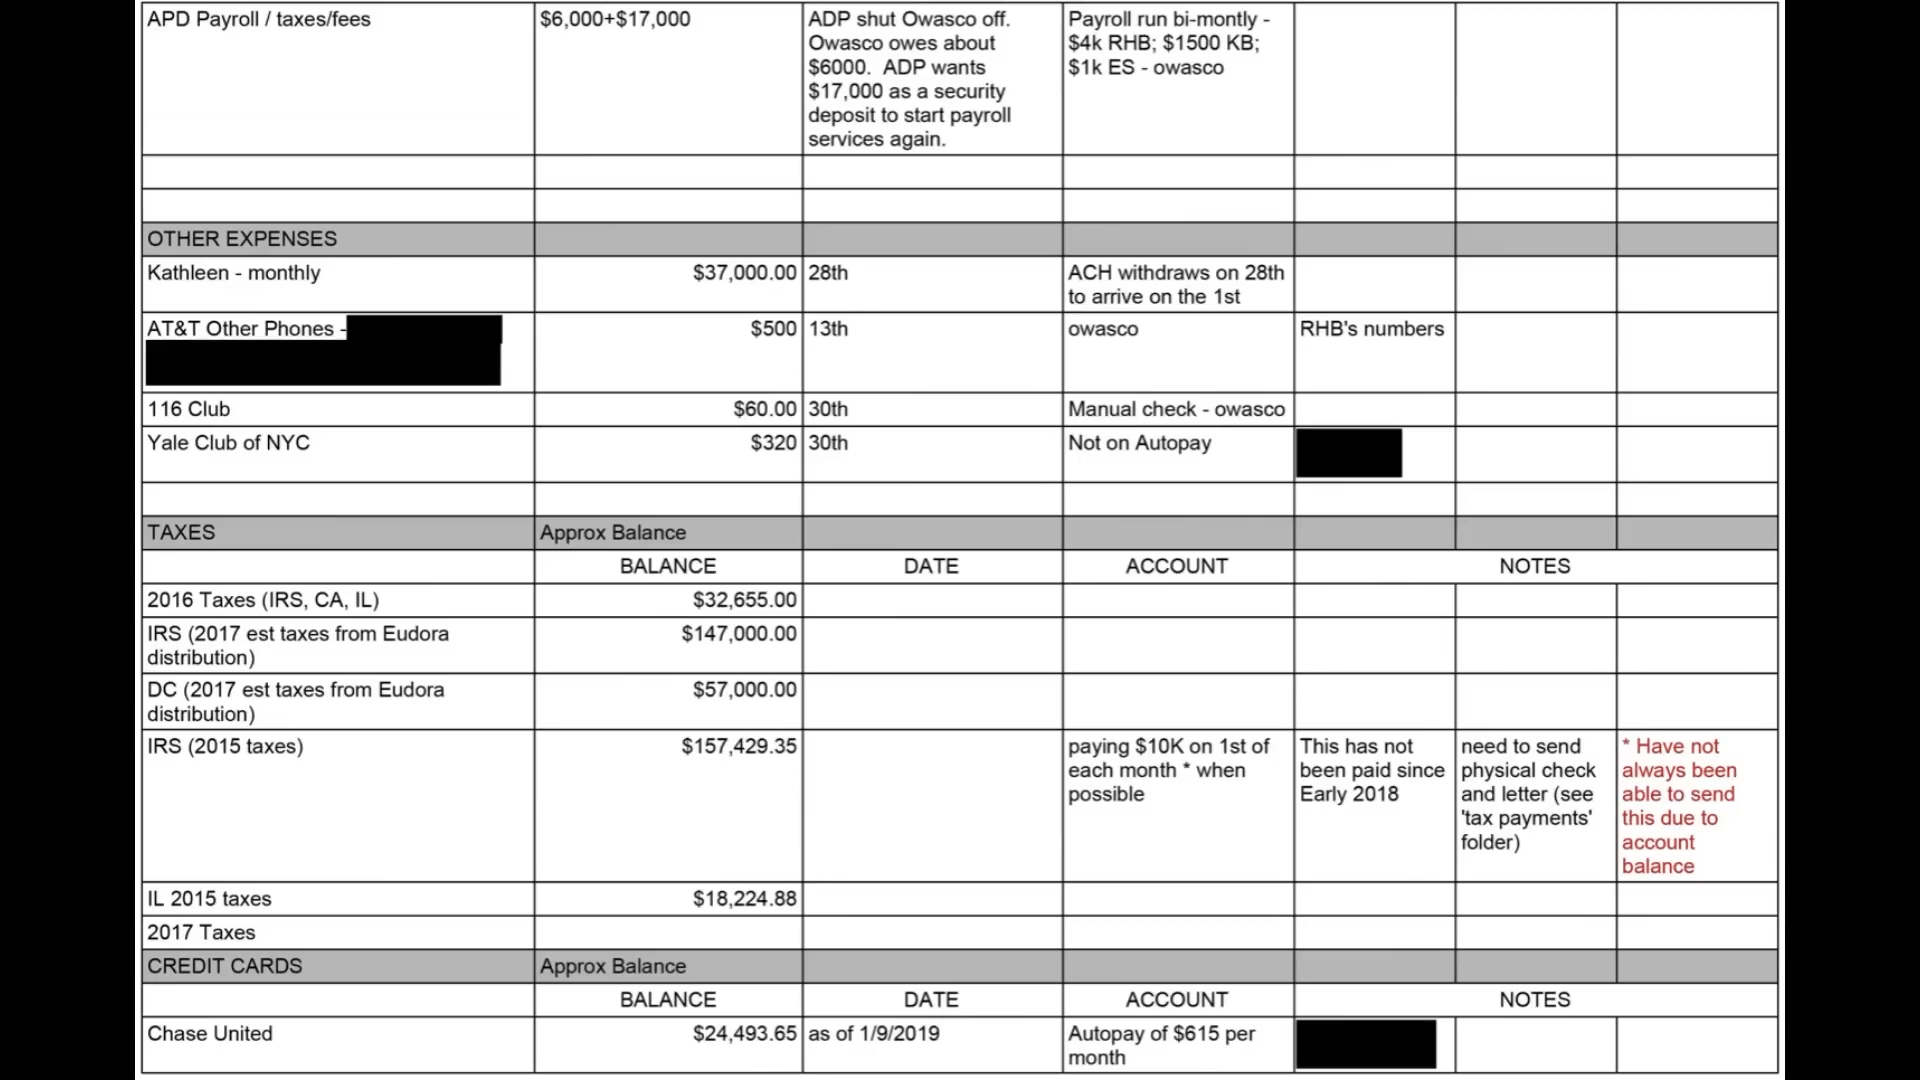 APD Payroll / taxes/fees
$6,000+$17,000
ADP shut Owasco off.
Owasco owes about
$6000.  ADP wants
$17,000 as a security
deposit to start payroll
services again.
Payroll run bi-montly -
$4k RHB; $1500 KB;
$1k ES - owasco
OTHER EXPENSES
Kathleen - monthly
$37,000.00
28th
ACH withdraws on 28th
to arrive on the 1st
AT&T Other Phones -
$500
13th
owasco
RHB's numbers
116 Club
$60.00
30th
Manual check - owasco
Yale Club of NYC
$320
30th
Not on Autopay
TAXES
Approx Balance
BALANCE
DATE
ACCOUNT
NOTES
2016 Taxes (IRS, CA, IL)
$32,655.00
IRS (2017 est taxes from Eudora
distribution)
$147,000.00
DC (2017 est taxes from Eudora
distribution)
$57,000.00
IRS (2015 taxes)
$157,429.35
paying $10K on 1st of
each month * when
possible
This has not
been paid since
Early 2018
need to send
physical check
and letter (see
'tax payments'
folder)
* Have not
always been
able to send
this due to
account
balance
IL 2015 taxes
$18,224.88
2017 Taxes
CREDIT CARDS
Approx Balance
BALANCE
DATE
ACCOUNT
NOTES
Chase United
$24,493.65
as of 1/9/2019
Autopay of $615 per
month